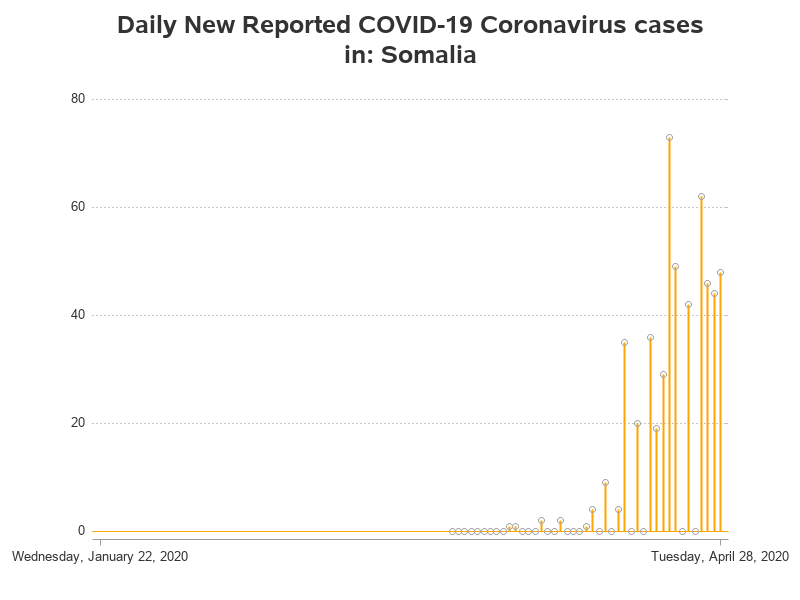 Daily New Reported COVID-19 Coronavirus cases
in: Somalia
80
60
40
20
0
Wednesday, January 22, 2020
Tuesday, April 28, 2020